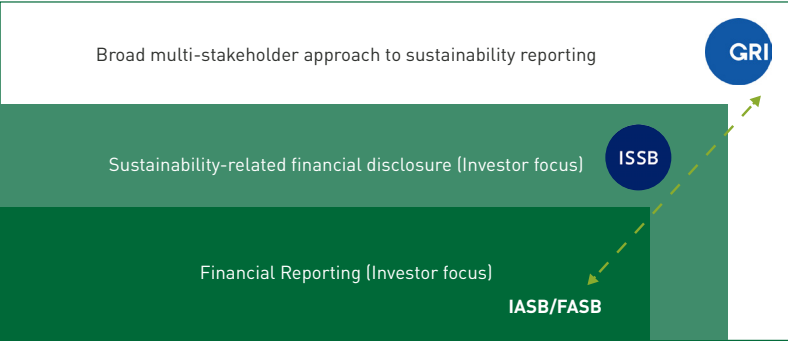 Broad multi-stakeholder approach to sustainability reporting
GRI
Sustainability-related financial disclosure (Investor focus)
ISSB
Financial Reporting (Investor focus)
IASB/FASB